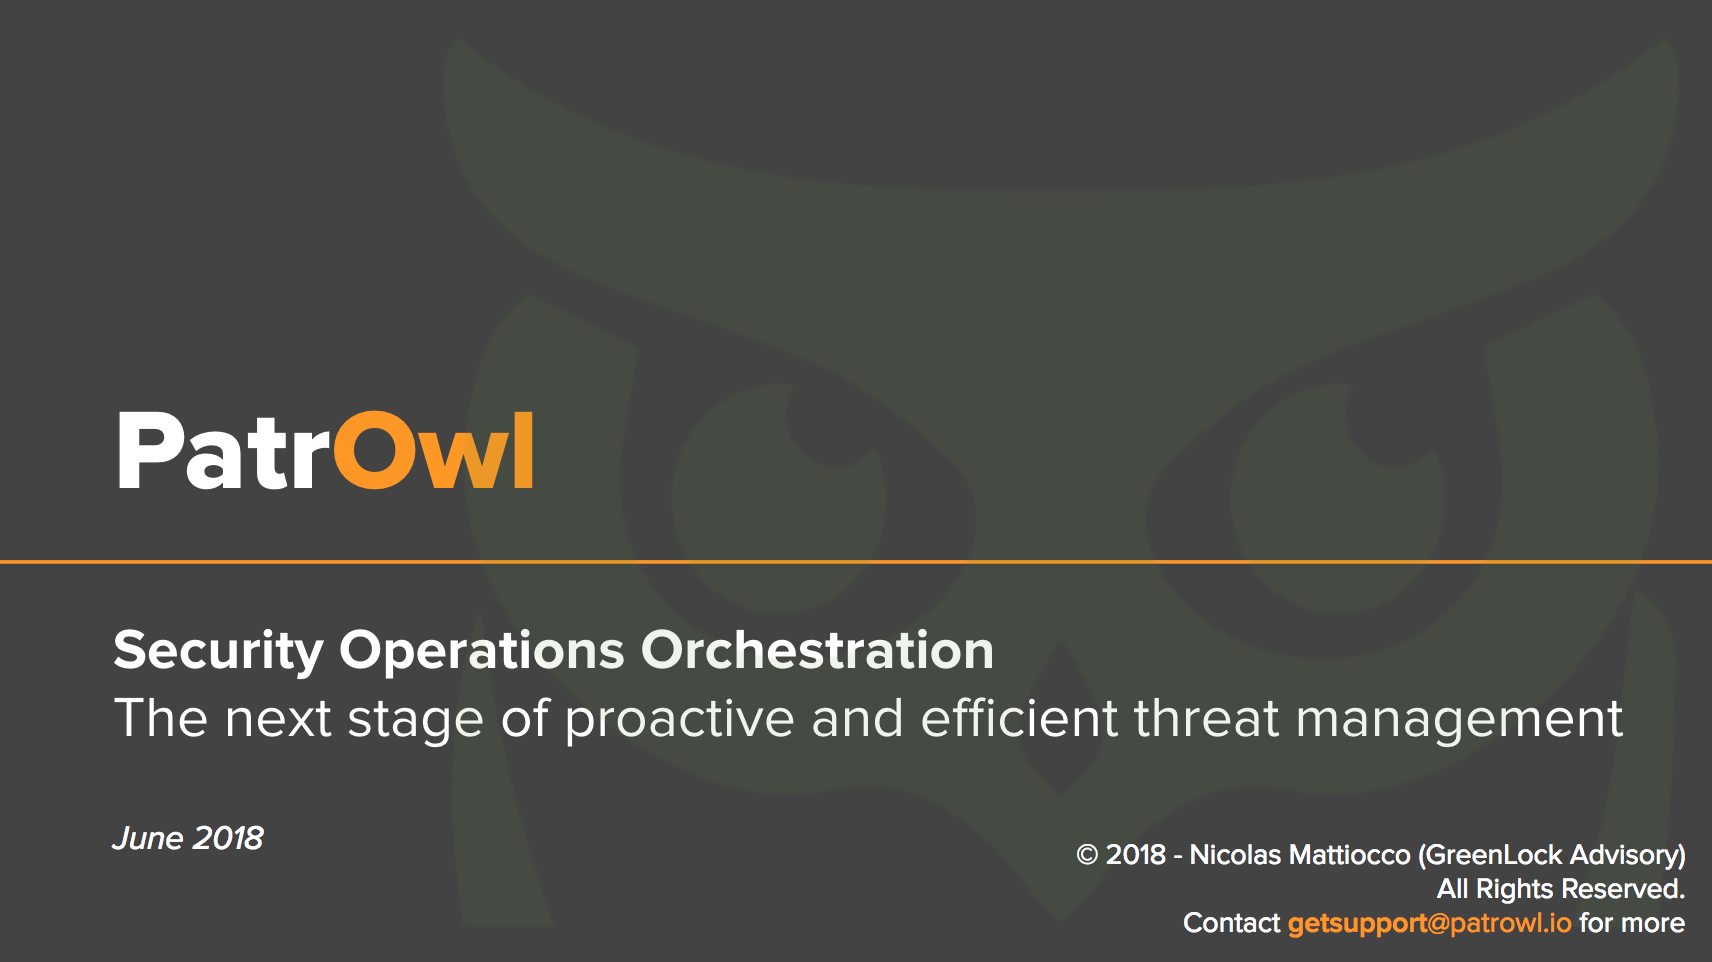 PatrOwl
Security Operations Orchestration
The next stage of proactive and efficient threat management
June 2018
© 2018 - Nicolas Mattiocco (GreenLock Advisory)
All Rights Reserved.
Contact getsupport@patrowl.io for more